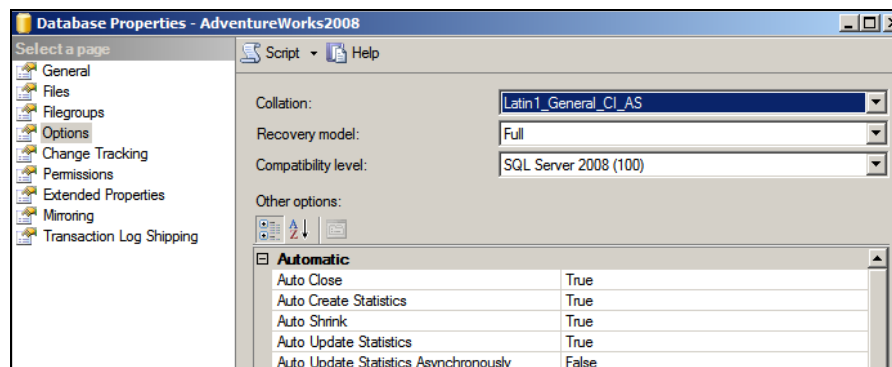 Database Properties - AdventureWorks2008
Select a page
General
Files
Filegroups
Options
Change Tracking
Permissions
Extended Properties
Mirroring
Transaction Log Shipping
Script Help
Collation: Latin1_General_CI_AS
Recovery model: Full
Compatibility level: SQL Server 2008 (100)
Other options:
Automatic
Auto Close True
Auto Create Statistics True
Auto Shrink True
Auto Update Statistics True
Auto Update Statistics Asynchronously False